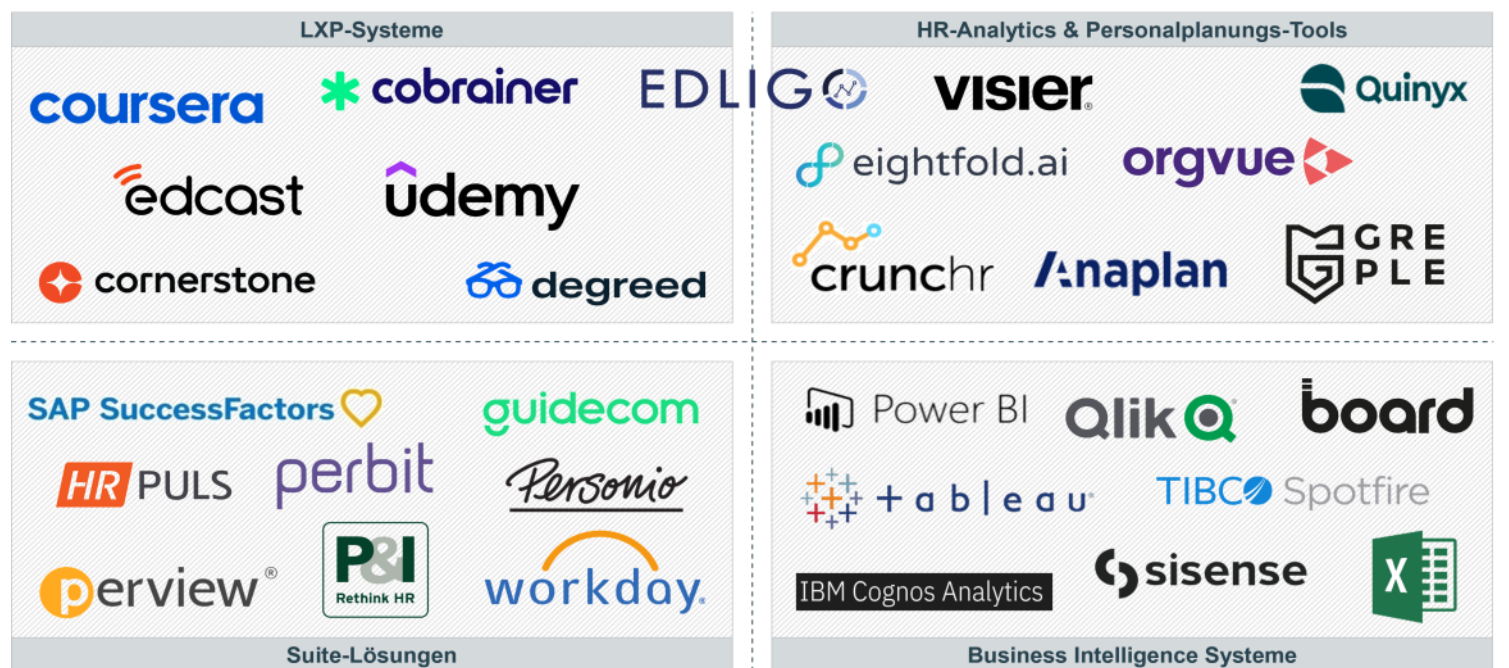 LXP-Systeme
coursera
cobrainer
edcast
udemy
cornerstone
degreed
EDLIGO
HR-Analytics & Personalplanungs-Tools
VISIER®
Quinyx
eightfold.ai
orgvue
crunchr
Anaplan
GRE
PLE
SAP SuccessFactors
guidecom
HR PULS
perbit
Personio
perview®
P&I
Rethink HR
workday®
Suite-Lösungen
Power BI
Qlik
board
+ableau®
TIBCO Spotfire
IBM Cognos Analytics
sisense
X
Business Intelligence Systeme